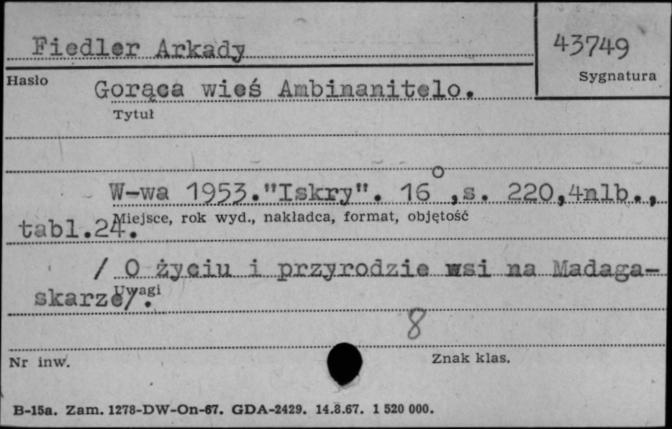 Fiedler Arkady
43749
Hasło
Sygnatura
Gorąca wieś Ambinanitelo.
Tytuł
W-wa 1953."Iskry". 16°,s. 220,4nlb.,
Miejsce, rok wyd., nakładca, format, objętość
tabl.24.
/ O życiu i przyrodzie wsi na Madaga-
Uwagi
skarze/.
8
Nr inw.
Znak klas.
B-15a. Zam. 1278-DW-On-67. GDA-2429. 14.8.67. 1 520 000.